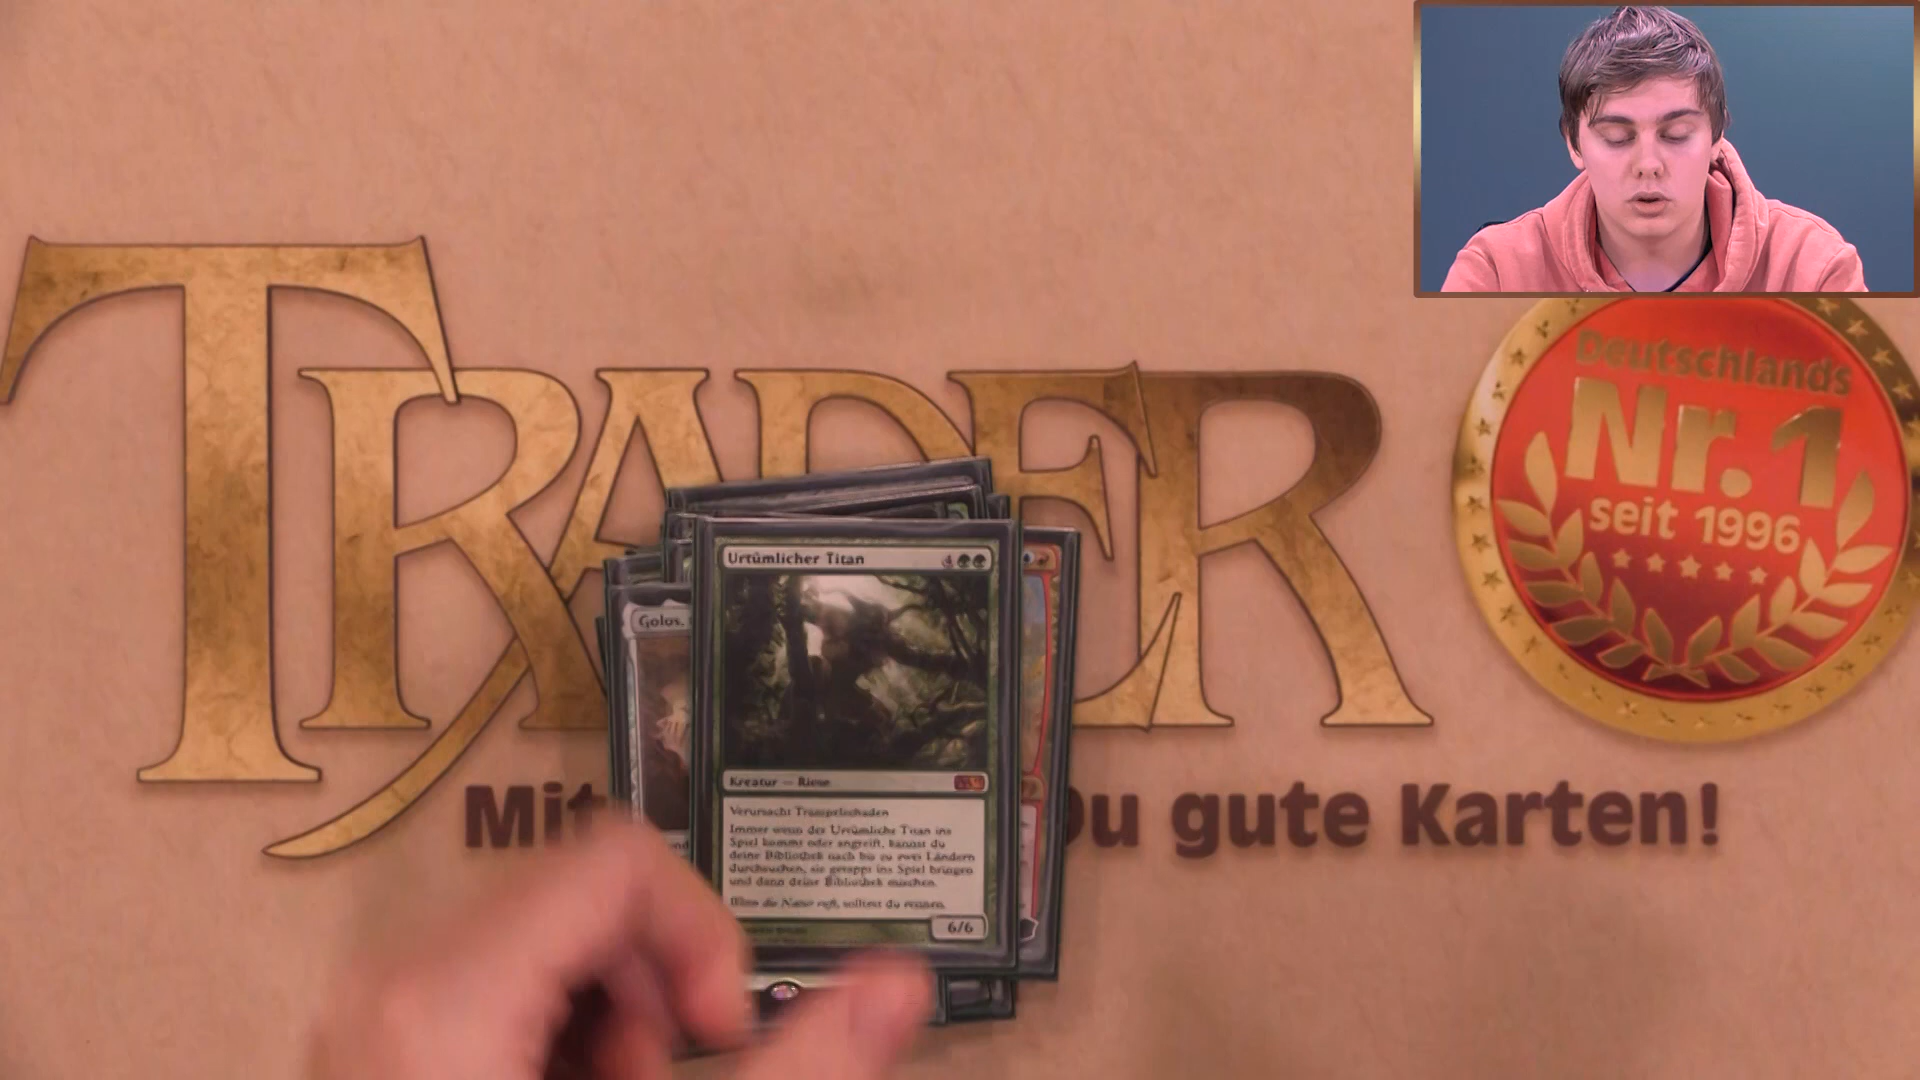 TRADER
Deutschlands
Nr. 1
seit 1996
Mit
Du gute Karten!
Urtümlicher Titan
4
Golos,
Kreatur — Riese
Verursacht Trampelschaden
Immer wenn der Urtümliche Titan ins
Spiel kommt oder angreift, kannst du
deine Bibliothek nach bis zu zwei Ländern
durchsuchen, sie getappt ins Spiel bringen
und dann deine Bibliothek mischen.
Wenn die Natur ruft, solltest du rennen.
6/6